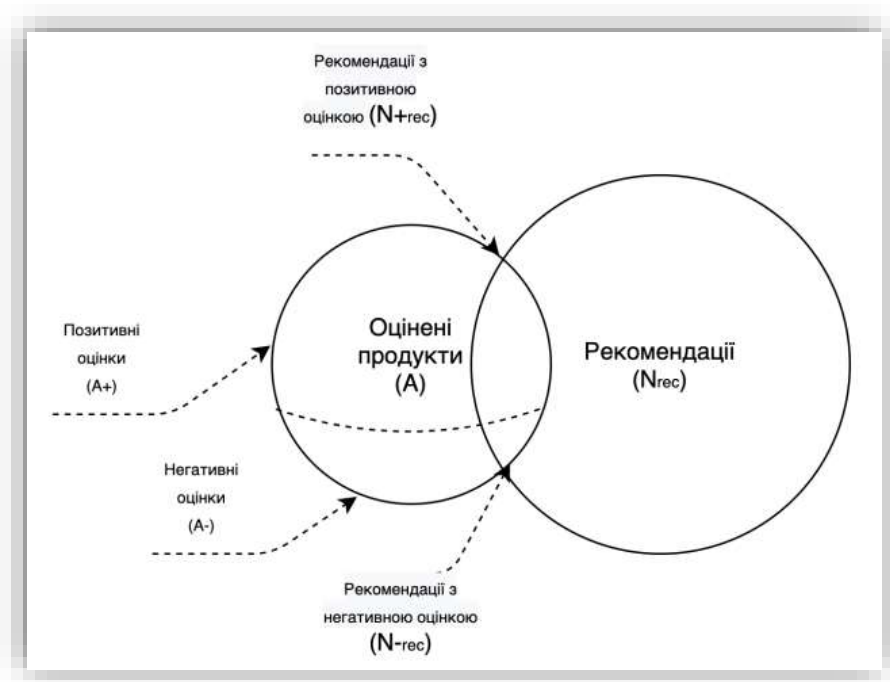 Рекомендації з
позитивною
оцінкою (N+rec)
Позитивні
оцінки
(A+)
Оцінені
продукти
(A)
Рекомендації
(Nrec)
Негативні
оцінки
(A-)
Рекомендації з
негативною оцінкою
(N-rec)